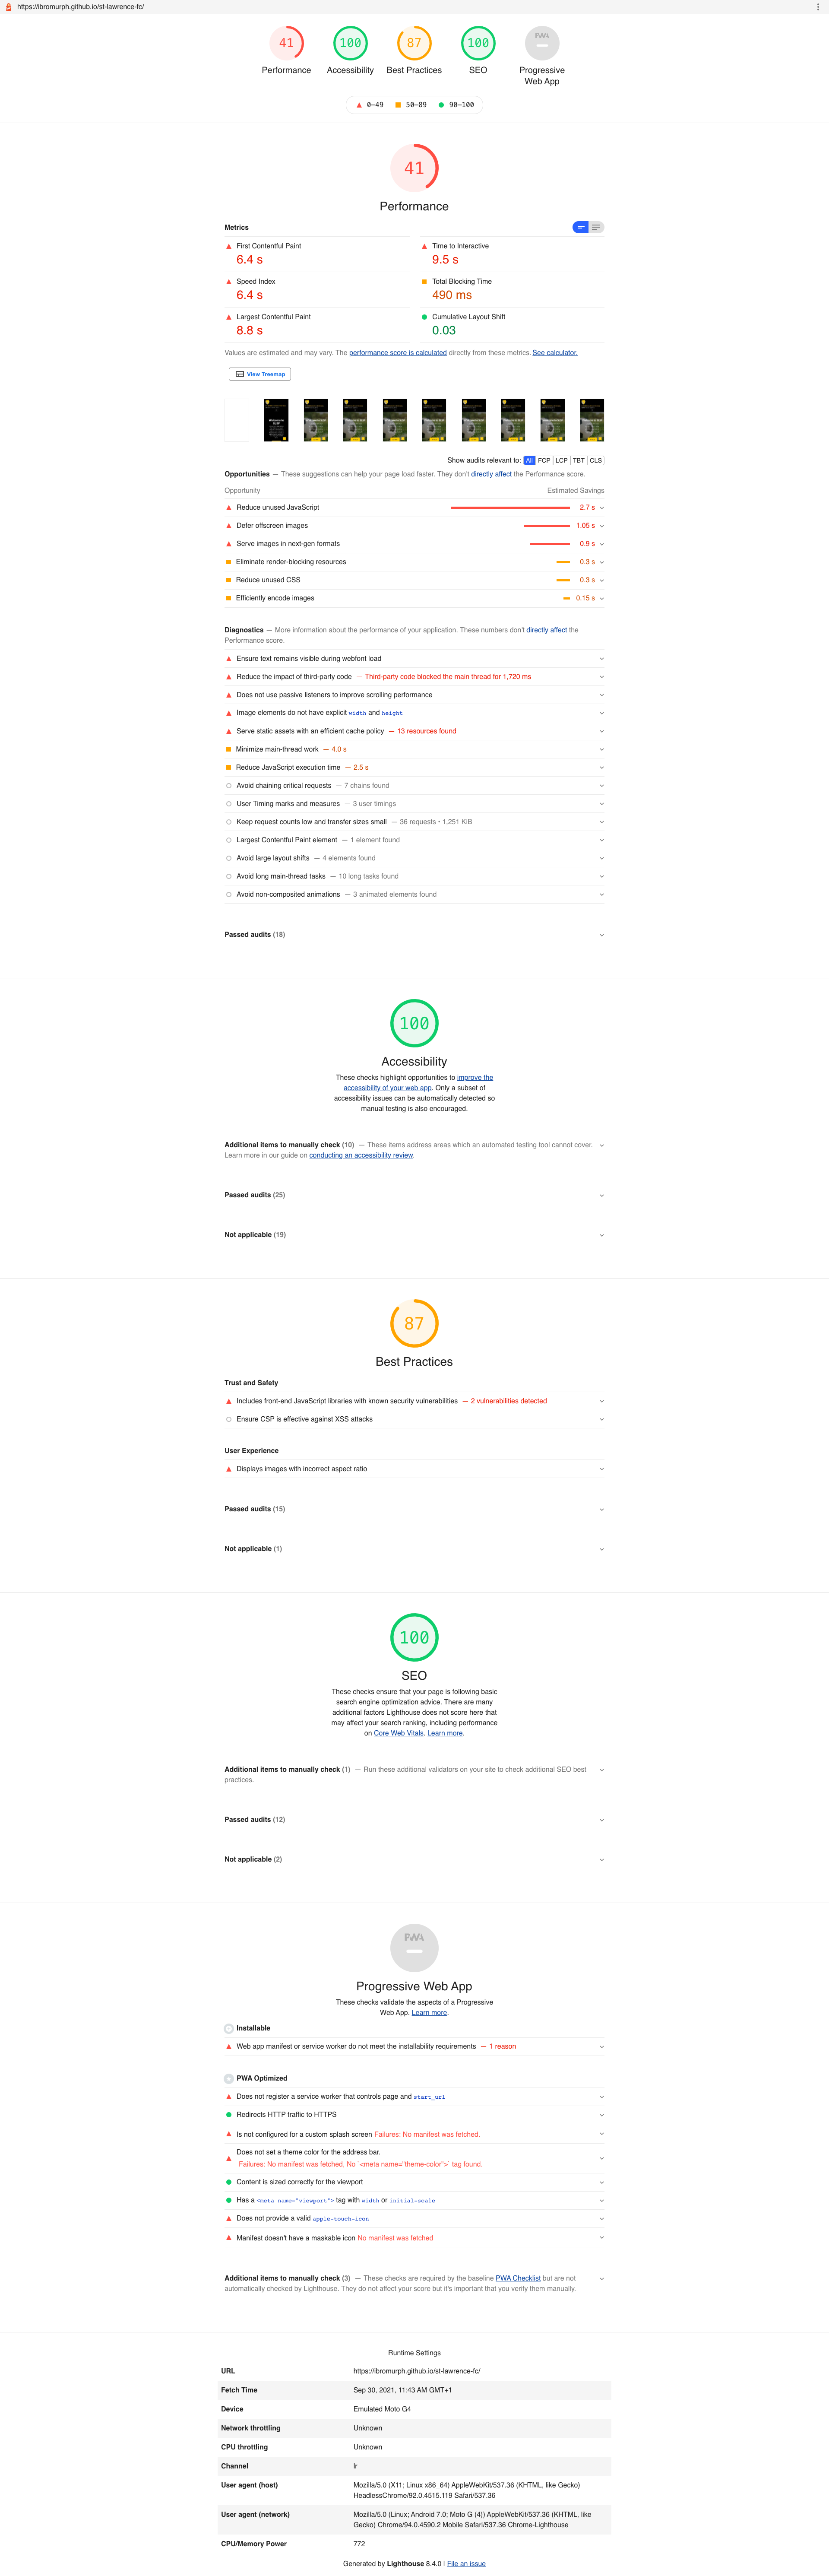 https://ibromurph.github.io/st-lawrence-fc/
41
100
87
100
PWA
Performance
Accessibility
Best Practices
SEO
Progressive
Web App
0–49
50–89
90–100
41
Performance
Metrics
First Contentful Paint
6.4 s
Time to Interactive
9.5 s
Speed Index
6.4 s
Total Blocking Time
490 ms
Largest Contentful Paint
8.8 s
Cumulative Layout Shift
0.03
Values are estimated and may vary. The performance score is calculated directly from these metrics. See calculator.
View Treemap
Show audits relevant to: All FCP LCP TBT CLS
Opportunities — These suggestions can help your page load faster. They don't directly affect the Performance score.
Opportunity Estimated Savings
Reduce unused JavaScript 2.7 s
Defer offscreen images 1.05 s
Serve images in next-gen formats 0.9 s
Eliminate render-blocking resources 0.3 s
Reduce unused CSS 0.3 s
Efficiently encode images 0.15 s
Diagnostics — More information about the performance of your application. These numbers don't directly affect the
Performance score.
Ensure text remains visible during webfont load
Reduce the impact of third-party code — Third-party code blocked the main thread for 1,720 ms
Does not use passive listeners to improve scrolling performance
Image elements do not have explicit width and height
Serve static assets with an efficient cache policy — 13 resources found
Minimize main-thread work — 4.0 s
Reduce JavaScript execution time — 2.5 s
Avoid chaining critical requests — 7 chains found
User Timing marks and measures — 3 user timings
Keep request counts low and transfer sizes small — 36 requests • 1,251 KiB
Largest Contentful Paint element — 1 element found
Avoid large layout shifts — 4 elements found
Avoid long main-thread tasks — 10 long tasks found
Avoid non-composited animations — 3 animated elements found
Passed audits (18)
100
Accessibility
These checks highlight opportunities to improve the
accessibility of your web app. Only a subset of
accessibility issues can be automatically detected so
manual testing is also encouraged.
Additional items to manually check (10) — These items address areas which an automated testing tool cannot cover.
Learn more in our guide on conducting an accessibility review.
Passed audits (25)
Not applicable (19)
87
Best Practices
Trust and Safety
Includes front-end JavaScript libraries with known security vulnerabilities — 2 vulnerabilities detected
Ensure CSP is effective against XSS attacks
User Experience
Displays images with incorrect aspect ratio
Passed audits (15)
Not applicable (1)
100
SEO
These checks ensure that your page is following basic
search engine optimization advice. There are many
additional factors Lighthouse does not score here that
may affect your search ranking, including performance
on Core Web Vitals. Learn more.
Additional items to manually check (1) — Run these additional validators on your site to check additional SEO best
practices.
Passed audits (12)
Not applicable (2)
PWA
Progressive Web App
These checks validate the aspects of a Progressive
Web App. Learn more.
Installable
Web app manifest or service worker do not meet the installability requirements — 1 reason
PWA Optimized
Does not register a service worker that controls page and start_url
Redirects HTTP traffic to HTTPS
Is not configured for a custom splash screen Failures: No manifest was fetched.
Does not set a theme color for the address bar.
Failures: No manifest was fetched, No `<meta name="theme-color">` tag found.
Content is sized correctly for the viewport
Has a <meta name="viewport"> tag with width or initial-scale
Does not provide a valid apple-touch-icon
Manifest doesn't have a maskable icon No manifest was fetched
Additional items to manually check (3) — These checks are required by the baseline PWA Checklist but are not
automatically checked by Lighthouse. They do not affect your score but it's important that you verify them manually.
Runtime Settings
URL https://ibromurph.github.io/st-lawrence-fc/
Fetch Time Sep 30, 2021, 11:43 AM GMT+1
Device Emulated Moto G4
Network throttling Unknown
CPU throttling Unknown
Channel lr
User agent (host) Mozilla/5.0 (X11; Linux x86_64) AppleWebKit/537.36 (KHTML, like Gecko)
HeadlessChrome/92.0.4515.119 Safari/537.36
User agent (network) Mozilla/5.0 (Linux; Android 7.0; Moto G (4)) AppleWebKit/537.36 (KHTML, like
Gecko) Chrome/94.0.4590.2 Mobile Safari/537.36 Chrome-Lighthouse
CPU/Memory Power 772
Generated by Lighthouse 8.4.0 | File an issue